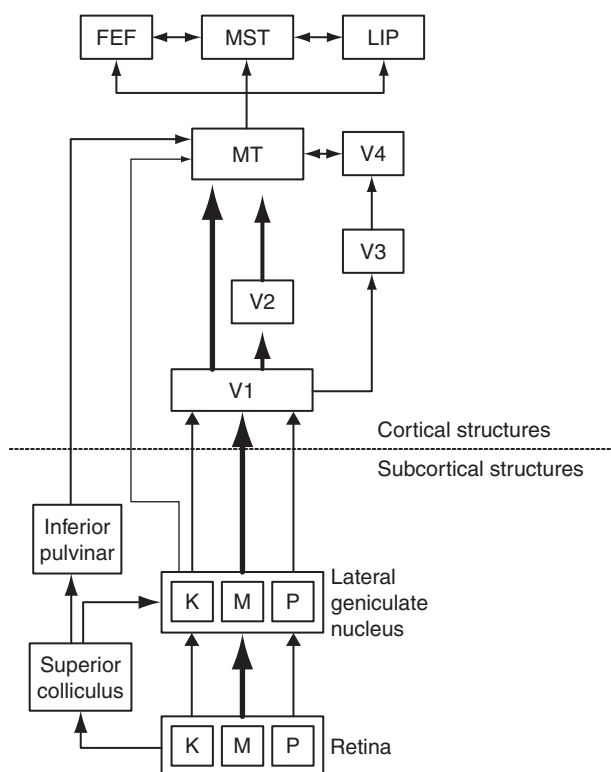 FEF
MST
LIP
MT
V4
V3
V2
V1
Cortical structures
Subcortical structures
Inferior
pulvinar
K
M
P
Lateral
geniculate
nucleus
Superior
colliculus
K
M
P
Retina